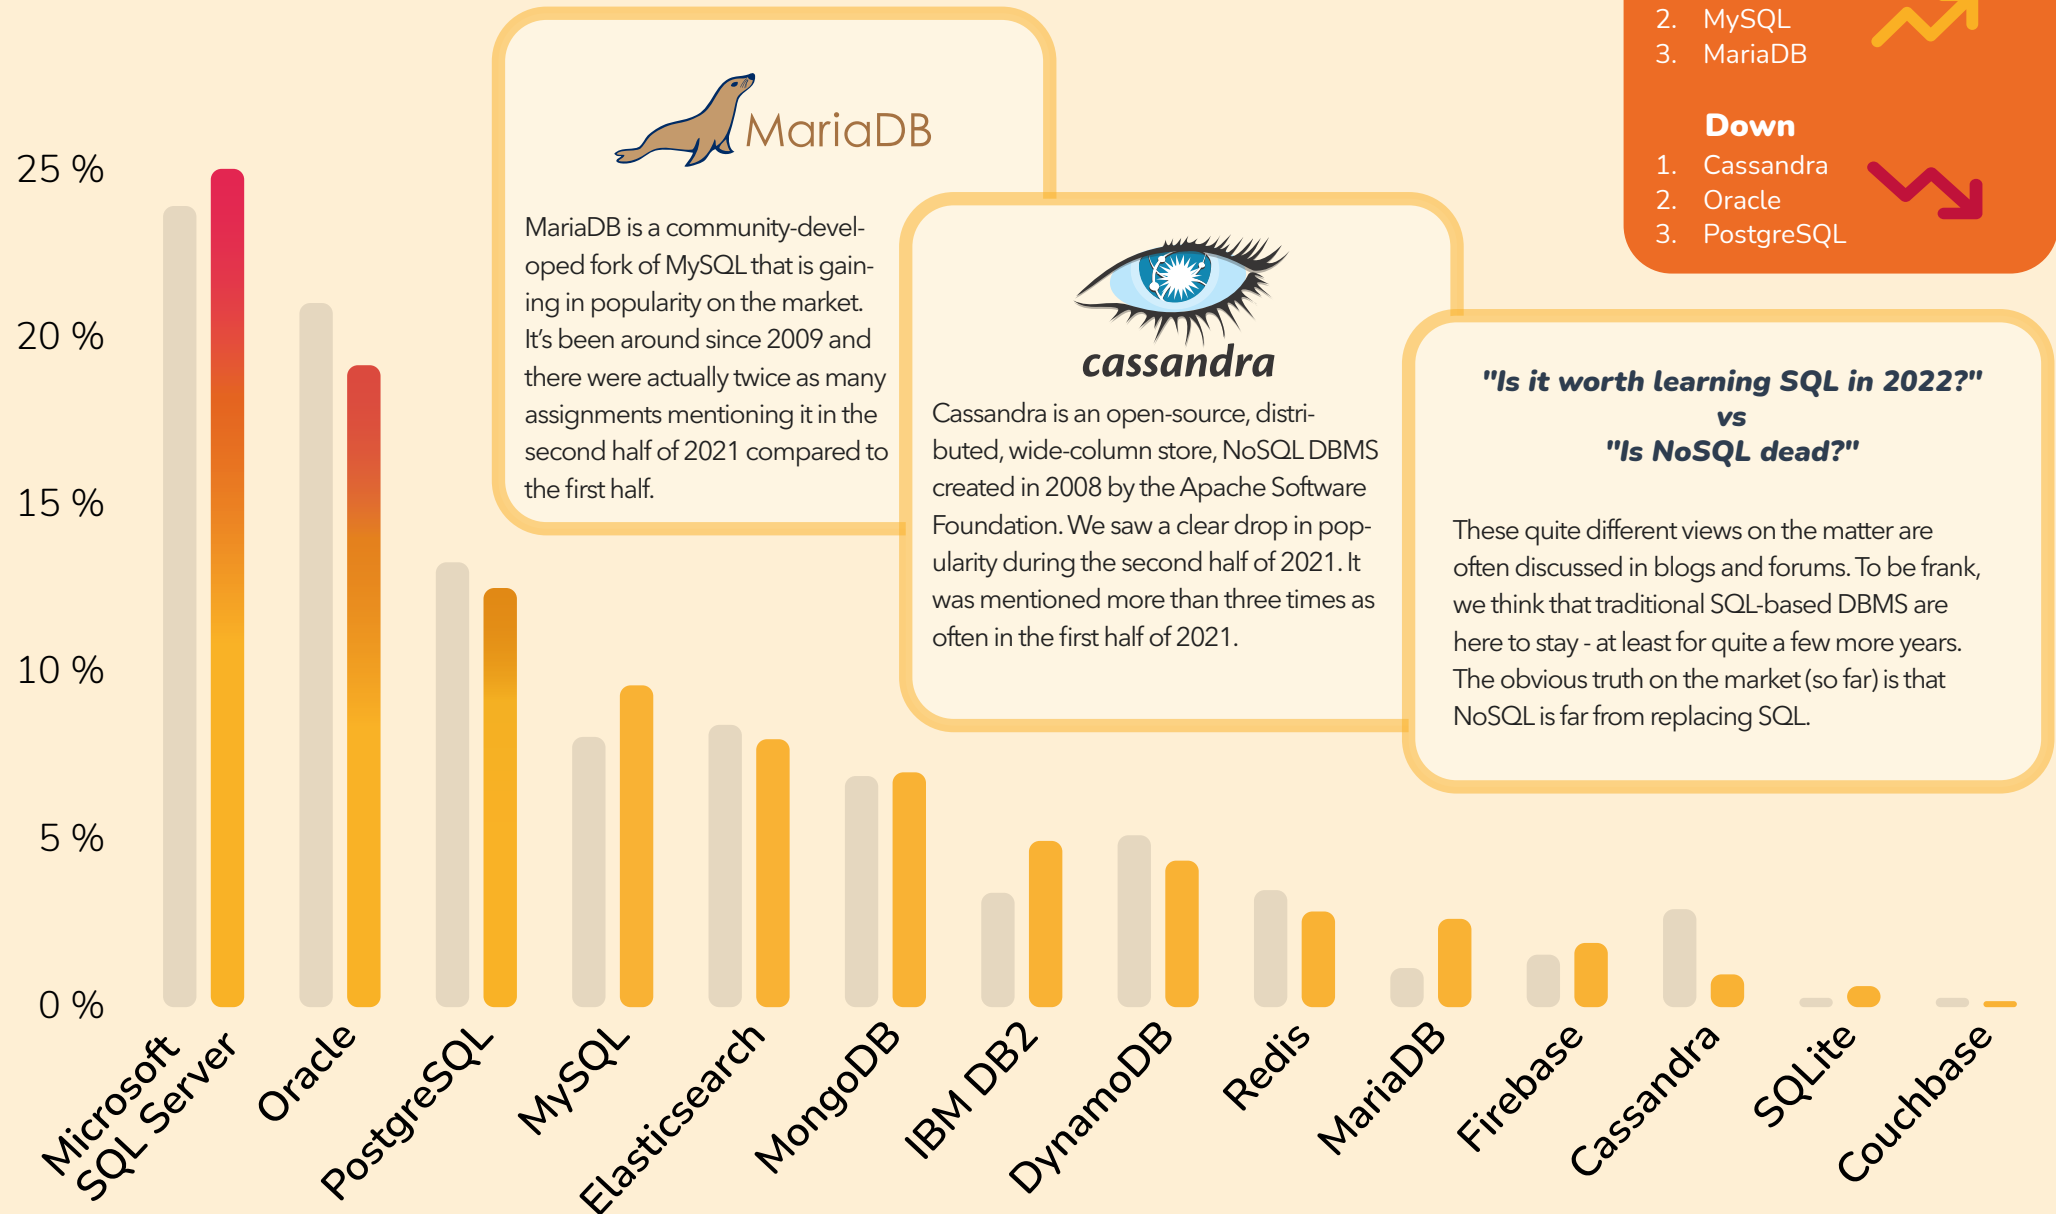 2. MySQL
3. MariaDB
Down
1. Cassandra
2. Oracle
3. PostgreSQL
MariaDB
MariaDB is a community-devel-
oped fork of MySQL that is gain-
ing in popularity on the market.
It's been around since 2009 and
there were actually twice as many
assignments mentioning it in the
second half of 2021 compared to
the first half.
cassandra
Cassandra is an open-source, distri-
buted, wide-column store, NoSQL DBMS
created in 2008 by the Apache Software
Foundation. We saw a clear drop in pop-
ularity during the second half of 2021. It
was mentioned more than three times as
often in the first half of 2021.
"Is it worth learning SQL in 2022?"
vs
"Is NoSQL dead?"
These quite different views on the matter are
often discussed in blogs and forums. To be frank,
we think that traditional SQL-based DBMS are
here to stay - at least for quite a few more years.
The obvious truth on the market (so far) is that
NoSQL is far from replacing SQL.
25 %
20 %
15 %
10 %
5 %
0 %
Microsoft
SQL Server
Oracle
PostgreSQL
MySQL
Elasticsearch
MongoDB
IBM DB2
DynamoDB
Redis
MariaDB
Firebase
Cassandra
SQLite
Couchbase